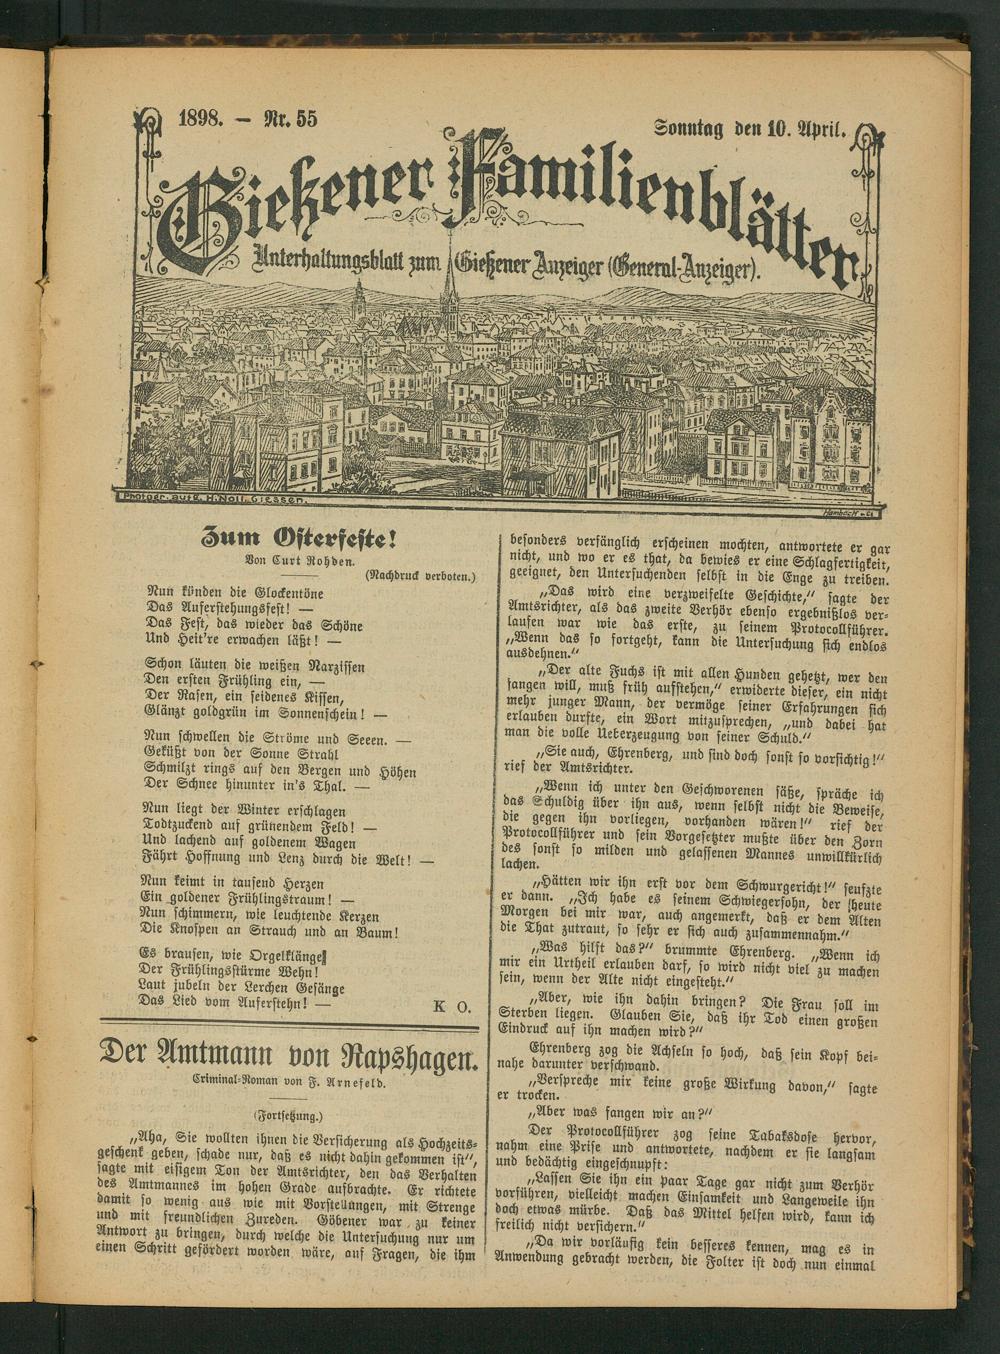 1898. — Nr. 55
Sonntag den 10. April.
Gießener Familienblätter
Unterhaltungsblatt zum Gießener Anzeiger (General-Anzeiger).
Photogr. aufg. H. Noll, Giessen.
Zum Osterfeste!
Von Curt Rohden.
(Nachdruck verboten.)
Nun künden die Glockentöne
Das Auferstehungsfest! —
Das Fest, das wieder das Schöne
Und Heit're erwachen läßt! —
Schon läuten die weißen Narzissen
Den ersten Frühling ein, —
Der Rasen, ein seidenes Kissen,
Glänzt goldgrün im Sonnenschein! —
Nun schwellen die Ströme und Seeen. —
Geküßt von der Sonne Strahl
Schmilzt rings auf den Bergen und Höhen
Der Schnee hinunter in's Thal. —
Nun liegt der Winter erschlagen
Todtzuckend auf grünendem Feld! —
Und lachend auf goldenem Wagen
Fährt Hoffnung und Lenz durch die Welt! —
Nun keimt in tausend Herzen
Ein goldener Frühlingstraum! —
Nun schimmern, wie leuchtende Kerzen
Die Knospen an Strauch und an Baum!
Es brausen, wie Orgelklänge
Der Frühlingsstürme Wehn!
Laut jubeln der Lerchen Gesänge
Das Lied vom Auferstehn! —
K O.
Der Amtmann von Rapshagen.
Criminal-Roman von F. Arnefeld.
(Fortsetzung.)
„Aha, Sie wollten ihnen die Versicherung als Hochzeits-
geschenk geben, schade nur, daß es nicht dahin gekommen ist“,
sagte mit eisigem Ton der Amtsrichter, den das Verhalten
des Amtmannes im hohen Grade aufbrachte. Er richtete
damit so wenig aus wie mit Vorstellungen, mit Strenge
und mit freundlichen Zureden. Göbener war zu keiner
Antwort zu bringen, durch welche die Untersuchung nur um
einen Schritt gefördert worden wäre, auf Fragen, die ihm
besonders verfänglich erscheinen mochten, antwortete er gar
nicht, und wo er es that, da bewies er eine Schlagfertigkeit,
geeignet, den Untersuchenden selbst in die Enge zu treiben.
„Das wird eine verzweifelte Geschichte,“ sagte der
Amtsrichter, als das zweite Verhör ebenso ergebnißlos ver-
laufen war wie das erste, zu seinem Protocollführer.
„Wenn das so fortgeht, kann die Untersuchung sich endlos
ausdehnen.“
„Der alte Fuchs ist mit allen Hunden gehetzt, wer den
fangen will, muß früh aufstehen,“ erwiderte dieser, ein nicht
mehr junger Mann, der vermöge seiner Erfahrungen sich
erlauben durfte, ein Wort mitzusprechen, „und dabei hat
man die volle Ueberzeugung von seiner Schuld.“
„Sie auch, Ehrenberg, und sind doch sonst so vorsichtig!“
rief der Amtsrichter.
„Wenn ich unter den Geschworenen säße, spräche ich
das Schuldig über ihn aus, wenn selbst nicht die Beweise,
die gegen ihn vorliegen, vorhanden wären!“ rief der
Protocollführer und sein Vorgesetzter mußte über den Zorn
des sonst so milden und gelassenen Mannes unwillkürlich
lachen.
„Hätten wir ihn erst vor dem Schwurgericht!“ seufzte
er dann. „Ich habe es seinem Schwiegersohn, der heute
Morgen bei mir war, auch angemerkt, daß er dem Alten
die That zutraut, so sehr er sich auch zusammennahm.“
„Was hilft das?“ brummte Ehrenberg. „Wenn ich
mir ein Urtheil erlauben darf, so wird nicht viel zu machen
sein, wenn der Alte nicht eingesteht.“
„Aber, wie ihn dahin bringen? Die Frau soll im
Sterben liegen. Glauben Sie, daß ihr Tod einen großen
Eindruck auf ihn machen wird?“
Ehrenberg zog die Achseln so hoch, daß sein Kopf bei-
nahe darunter verschwand.
„Verspreche mir keine große Wirkung davon,“ sagte
er trocken.
„Aber was fangen wir an?“
Der Protocollführer zog seine Tabaksdose hervor,
nahm eine Prise und antwortete, nachdem er sie langsam
und bedächtig eingeschnupft:
„Lassen Sie ihn ein paar Tage gar nicht zum Verhör
vorführen, vielleicht machen Einsamkeit und Langeweile ihn
doch etwas mürbe. Daß das Mittel helfen wird, kann ich
freilich nicht versichern.“
„Da wir vorläufig kein besseres kennen, mag es in
Anwendung gebracht werden, die Folter ist doch nun einmal